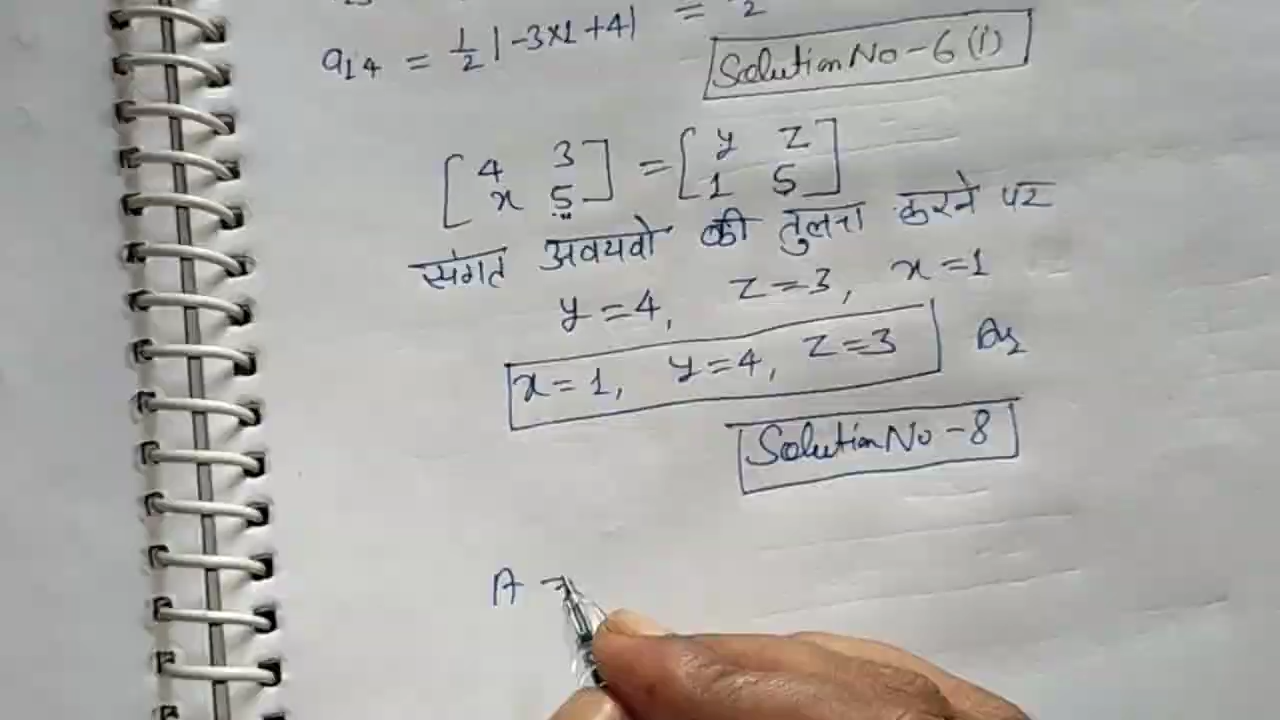 a₁₄ = 1/2 |-3×1+4| = 2
Solution No - 6 (i)
[4 3] = [y z]
[x 5] [1 5]
संगत अवयवो की तुलना करने पर
y = 4, z = 3, x = 1
x = 1, y = 4, z = 3
Solution No - 8
A =